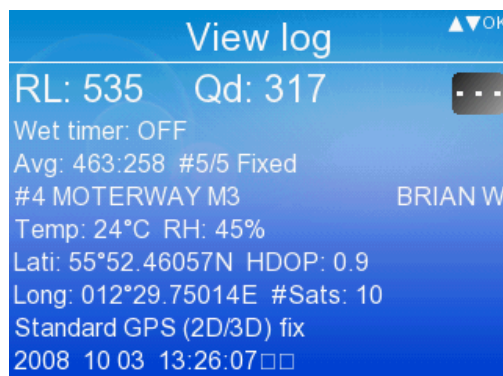 View log ▲▼OK
RL: 535 Qd: 317 ---
Wet timer: OFF
Avg: 463:258 #5/5 Fixed
#4 MOTERWAY M3 BRIAN W
Temp: 24°C RH: 45%
Lati: 55°52.46057N HDOP: 0.9
Long: 012°29.75014E #Sats: 10
Standard GPS (2D/3D) fix
2008 10 03 13:26:07□□